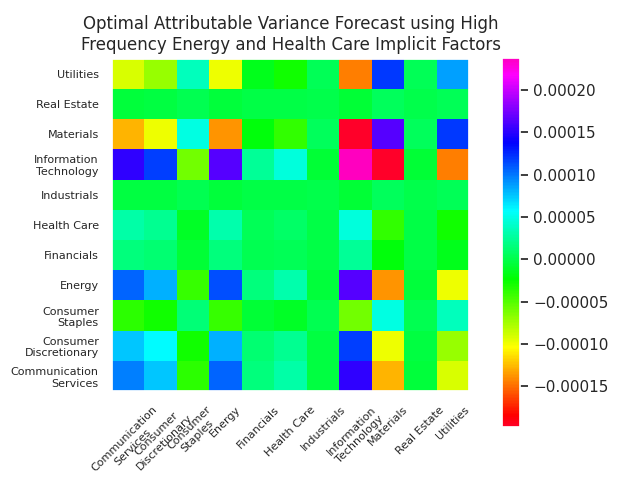 Optimal Attributable Variance Forecast using High
Frequency Energy and Health Care Implicit Factors
Utilities
Real Estate
Materials
Information
Technology
Industrials
Health Care
Financials
Energy
Consumer
Staples
Consumer
Discretionary
Communication
Services
Communication
Services
Consumer
Discretionary
Consumer
Staples
Energy
Financials
Health Care
Industrials
Information
Technology
Materials
Real Estate
Utilities
0.00020
0.00015
0.00010
0.00005
0.00000
−0.00005
−0.00010
−0.00015